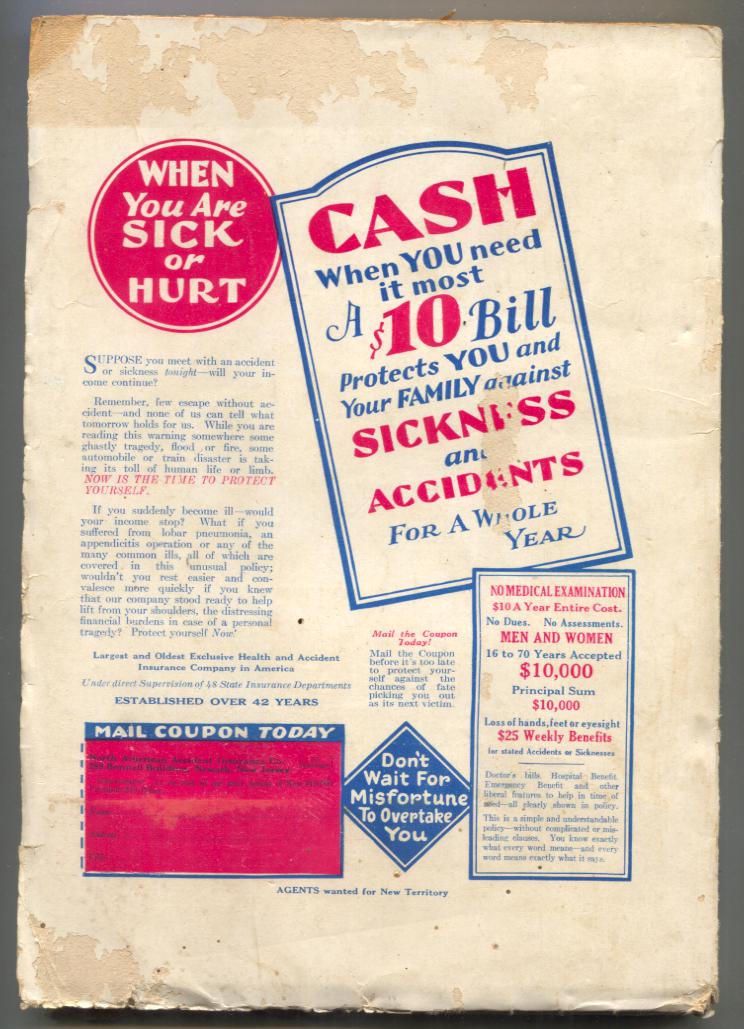 WHEN
You Are
SICK
or
HURT
CASH
When YOU need
it most
A $10 Bill
Protects YOU and
Your FAMILY against
SICKNESS
and
ACCIDENTS
FOR A WHOLE
YEAR
SUPPOSE you meet with an accident
or sickness tonight—will your in-
come continue?
Remember, few escape without ac-
cident—and none of us can tell what
tomorrow holds for us. While you are
reading this warning somewhere some
ghastly tragedy, flood or fire, some
automobile or train disaster is tak-
ing its toll of human life or limb.
NOW IS THE TIME TO PROTECT
YOURSELF.
If you suddenly become ill—would
your income stop? What if you
suffered from lobar pneumonia, an
appendicitis operation or any of the
many common ills, all of which are
covered in this unusual policy;
wouldn't you rest easier and con-
valesce more quickly if you knew
that our company stood ready to help
lift from your shoulders, the distressing
financial burdens in case of a personal
tragedy? Protect yourself Now!
Largest and Oldest Exclusive Health and Accident
Insurance Company in America
Under direct Supervision of 48 State Insurance Departments
ESTABLISHED OVER 42 YEARS
Mail the Coupon
Today!
Mail the Coupon
before it's too late
to protect your-
self against the
chances of fate
picking you out
as its next victim.
NO MEDICAL EXAMINATION
$10 A Year Entire Cost.
No Dues. No Assessments.
MEN AND WOMEN
16 to 70 Years Accepted
$10,000
Principal Sum
$10,000
Loss of hands, feet or eyesight
$25 Weekly Benefits
for stated Accidents or Sicknesses
Doctor's bills, Hospital Benefit,
Emergency Benefit and other
liberal features to help in time of
need—all clearly shown in policy.
This is a simple and understandable
policy—without complicated or mis-
leading clauses. You know exactly
what every word means—and every
word means exactly what it says.
MAIL COUPON TODAY
North American Accident Insurance Co.
Bonnell Building, Newark, New Jersey
Name
Address
City
Don't
Wait For
Misfortune
To Overtake
You
AGENTS wanted for New Territory